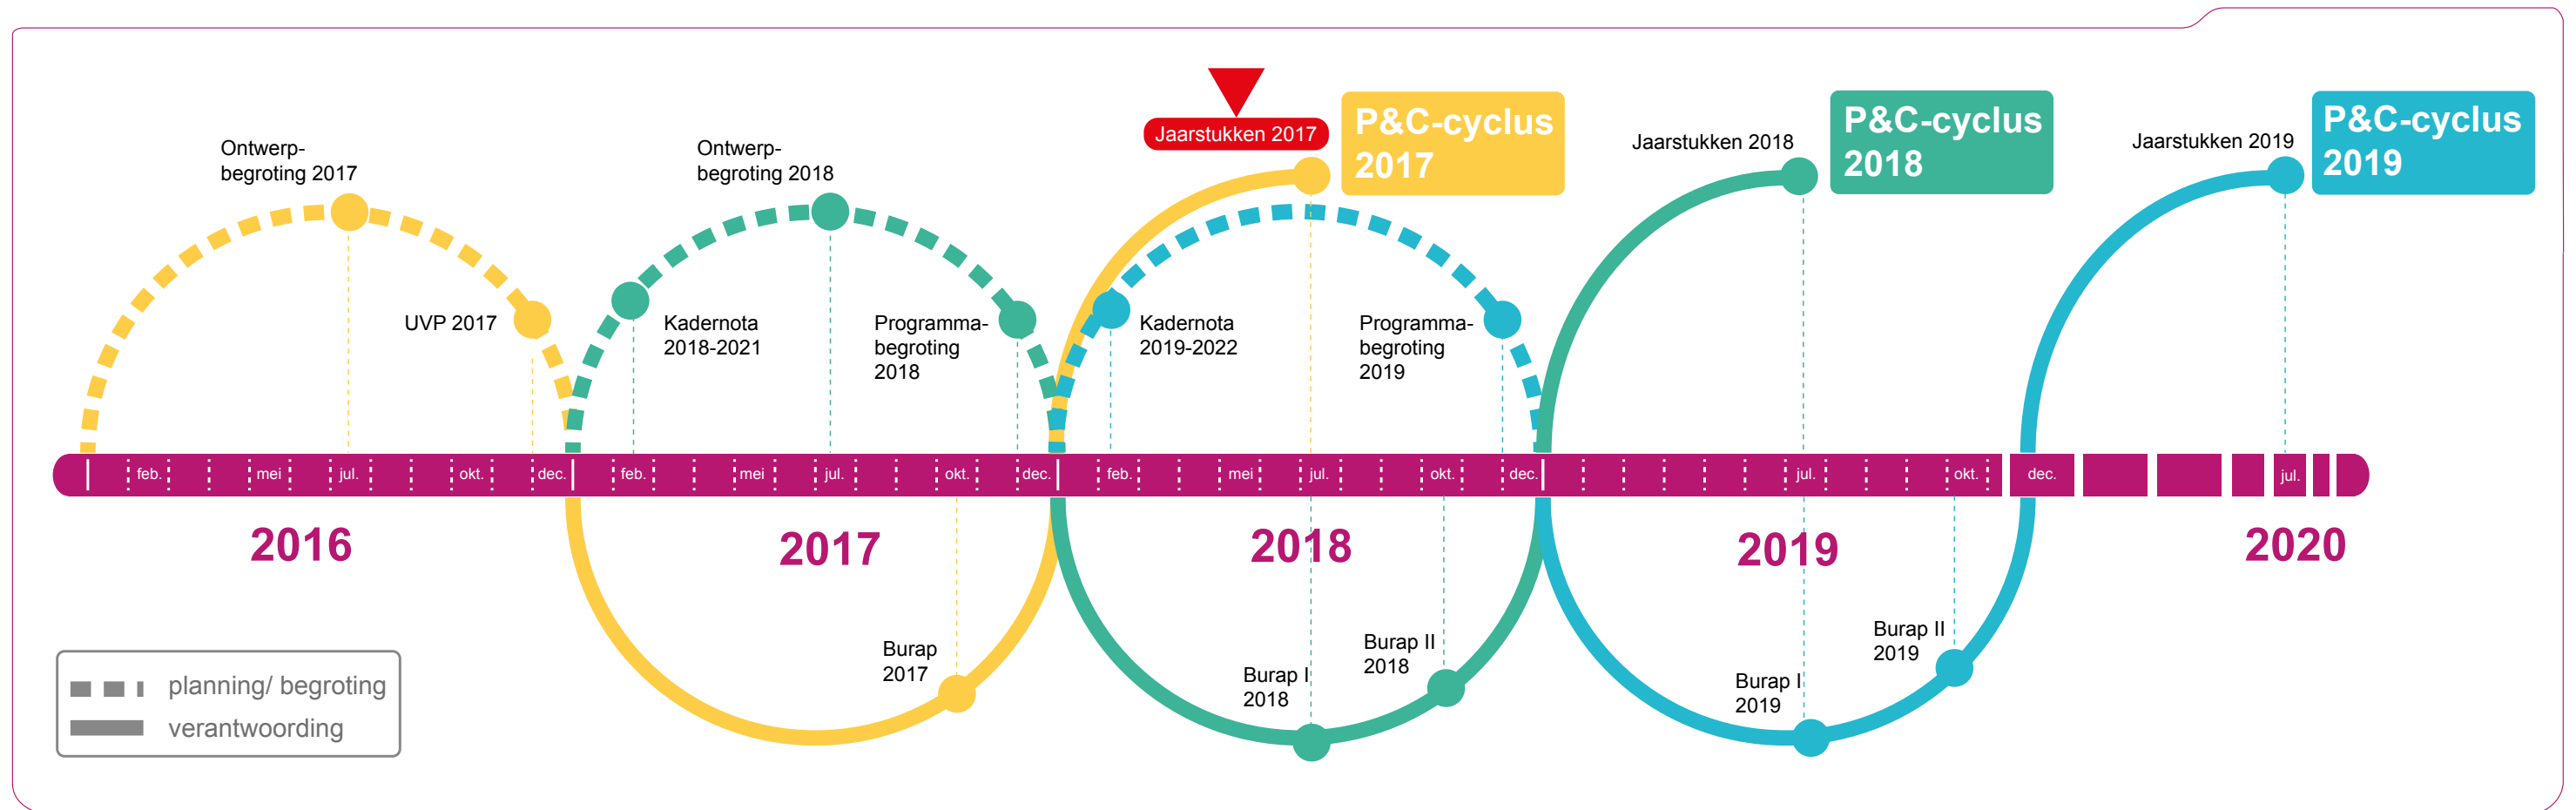 P&C-cyclus
2017
P&C-cyclus
2018
P&C-cyclus
2019
Jaarstukken 2017
Jaarstukken 2018
Jaarstukken 2019
Ontwerp-
begroting 2017
Ontwerp-
begroting 2018
UVP 2017
Kadernota
2018-2021
Programma-
begroting
2018
Kadernota
2019-2022
Programma-
begroting
2019
feb. mei jul. okt. dec. feb. mei jul. okt. dec. feb. mei jul. okt. dec. jul. okt. dec. jul.
2016
2017
2018
2019
2020
Burap
2017
Burap I
2018
Burap II
2018
Burap I
2019
Burap II
2019
planning/ begroting
verantwoording